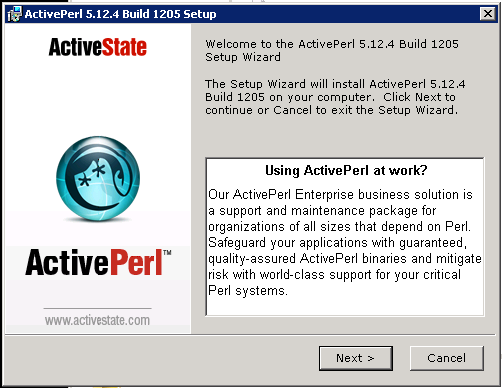 ActivePerl 5.12.4 Build 1205 Setup
ActiveState
Welcome to the ActivePerl 5.12.4 Build 1205
Setup Wizard
The Setup Wizard will install ActivePerl 5.12.4
Build 1205 on your computer.  Click Next to
continue or Cancel to exit the Setup Wizard.
Using ActivePerl at work?
Our ActivePerl Enterprise business solution is
a support and maintenance package for
organizations of all sizes that depend on Perl.
Safeguard your applications with guaranteed,
quality-assured ActivePerl binaries and mitigate
risk with world-class support for your critical
Perl systems.
ActivePerl™
www.activestate.com
Next >
Cancel